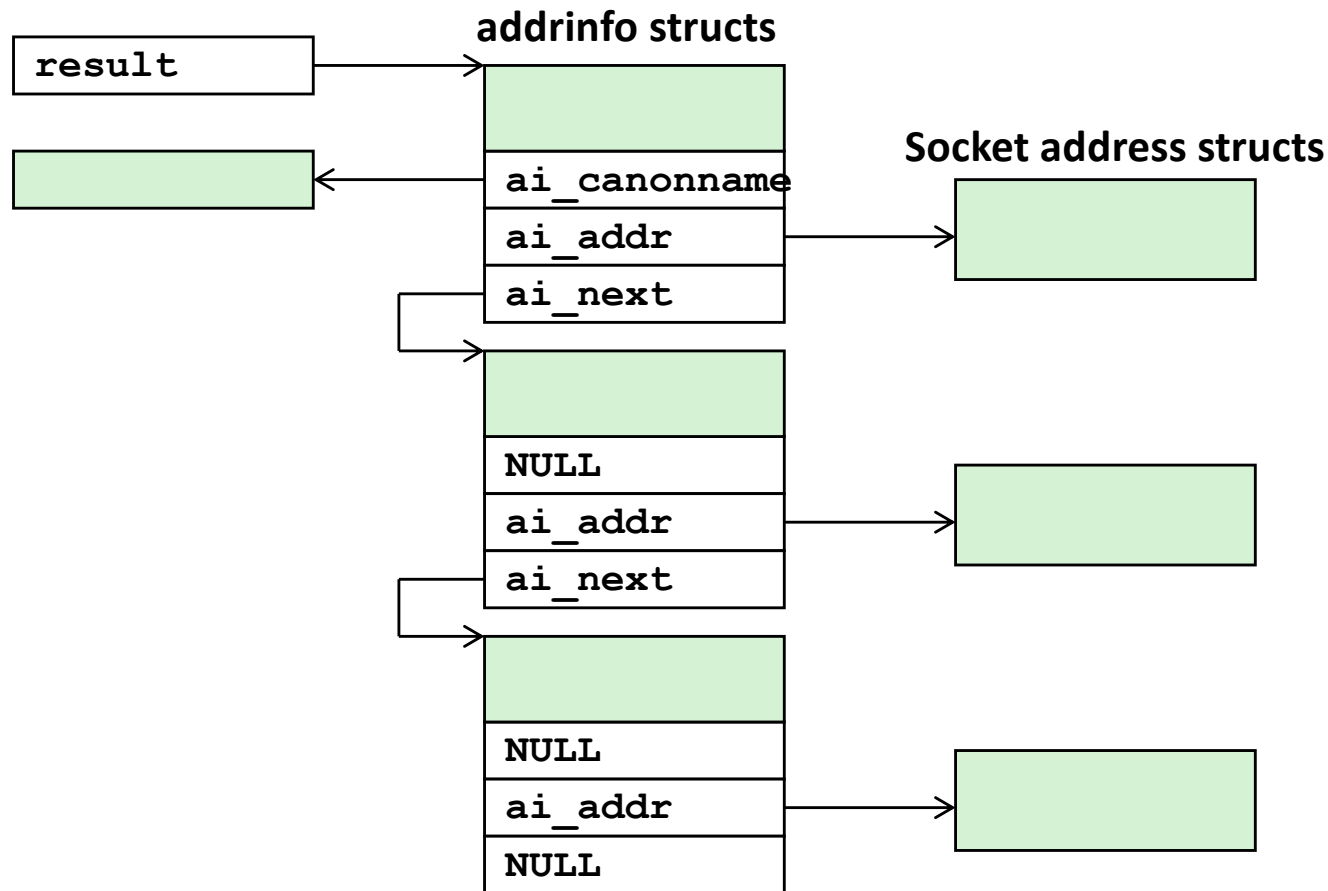 addrinfo structs
result
Socket address structs
ai_canonname
ai_addr
ai_next
NULL
ai_addr
ai_next
NULL
ai_addr
NULL